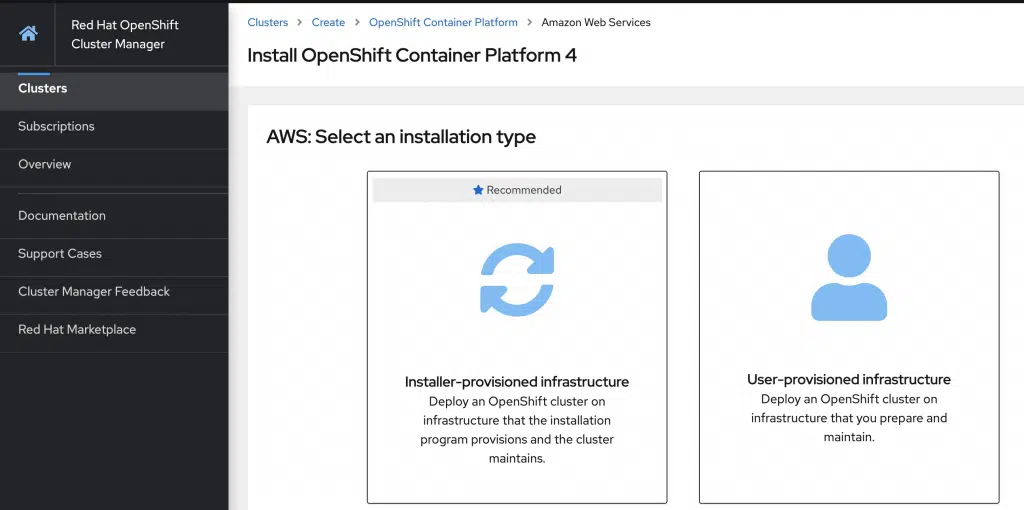 Red Hat OpenShift
Cluster Manager
Clusters
Subscriptions
Overview
Documentation
Support Cases
Cluster Manager Feedback
Red Hat Marketplace
Clusters > Create > OpenShift Container Platform > Amazon Web Services
Install OpenShift Container Platform 4
AWS: Select an installation type
Recommended
Installer-provisioned infrastructure
Deploy an OpenShift cluster on
infrastructure that the installation
program provisions and the cluster
maintains.
User-provisioned infrastructure
Deploy an OpenShift cluster on
infrastructure that you prepare and
maintain.